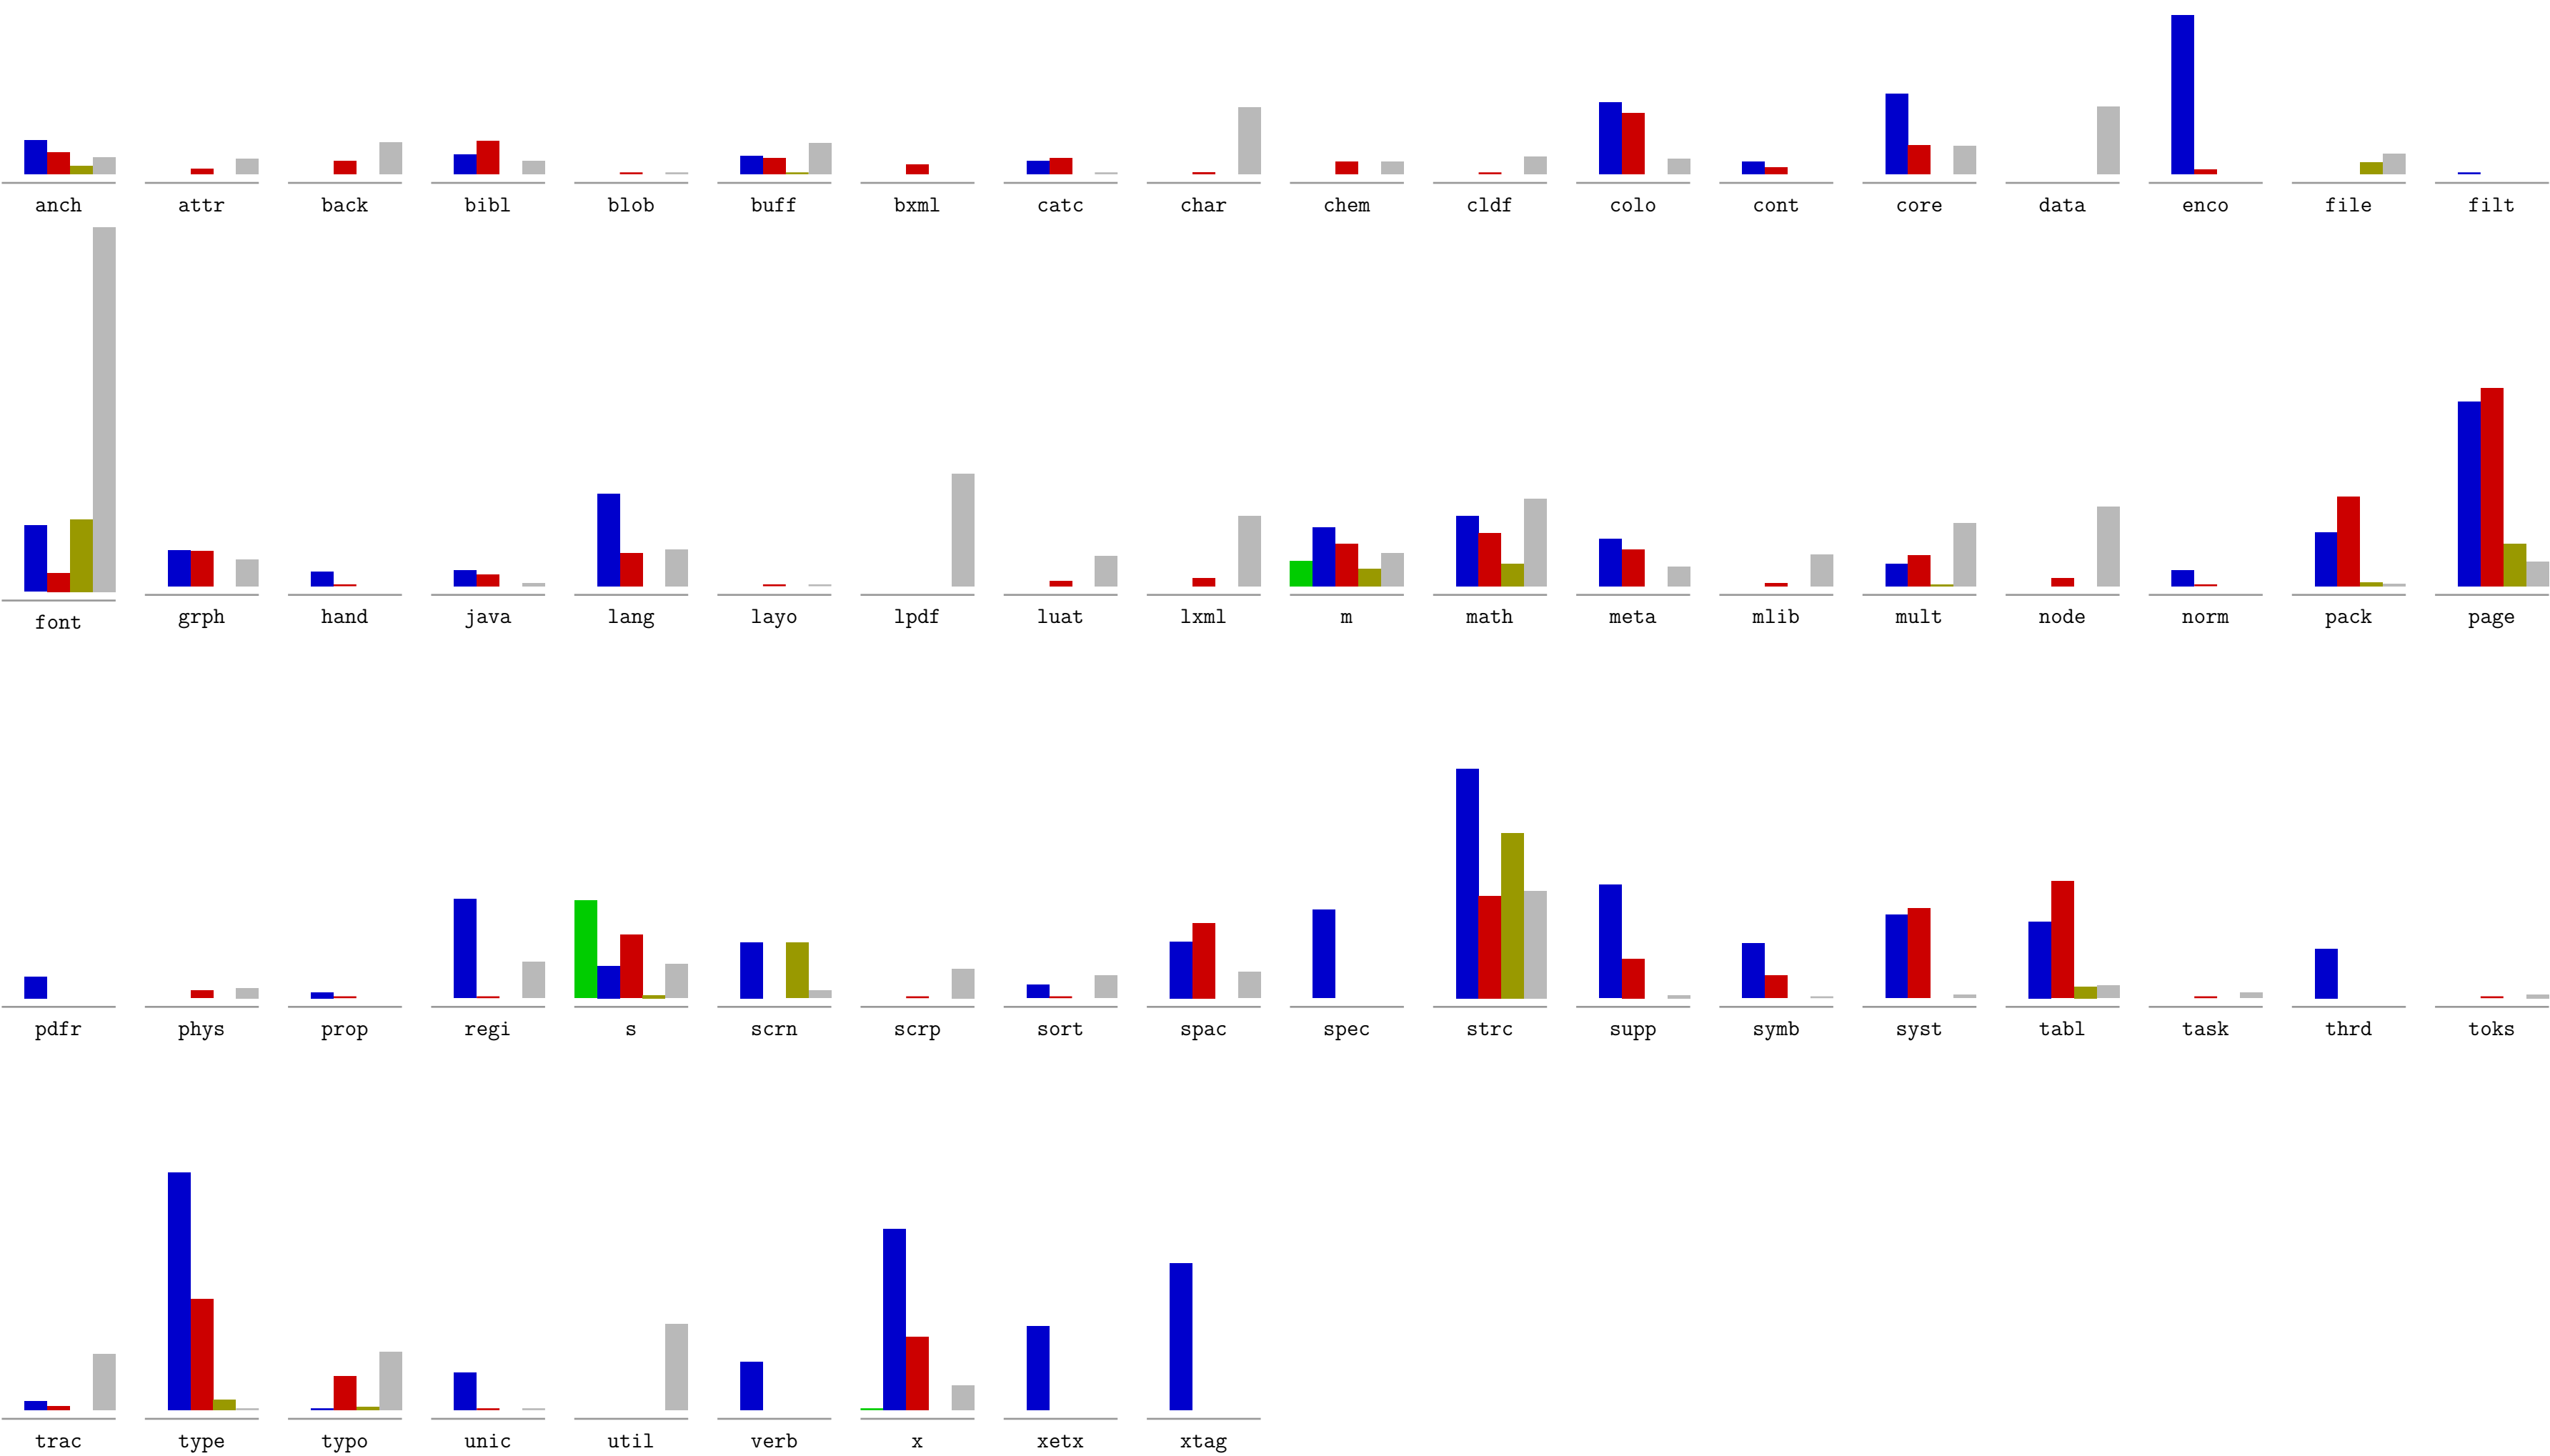 anch attr back bibl blob buff bxml catc char chem cldf colo cont core data enco file filt
font grph hand java lang layo lpdf luat lxml m math meta mlib mult node norm pack page
pdfr phys prop regi s scrn scrp sort spac spec strc supp symb syst tabl task thrd toks
trac type typo unic util verb x xetx xtag